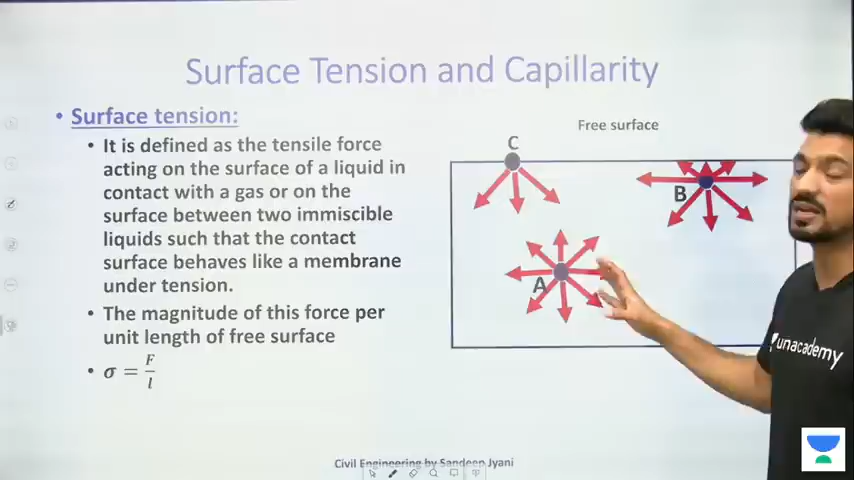 Surface Tension and Capillarity
• Surface tension:
• It is defined as the tensile force
acting on the surface of a liquid in
contact with a gas or on the
surface between two immiscible
liquids such that the contact
surface behaves like a membrane
under tension.
• The magnitude of this force per
unit length of free surface
• σ = F/l
Free surface
C
B
A
unacademy
Civil Engineering by Sandeep Jyani